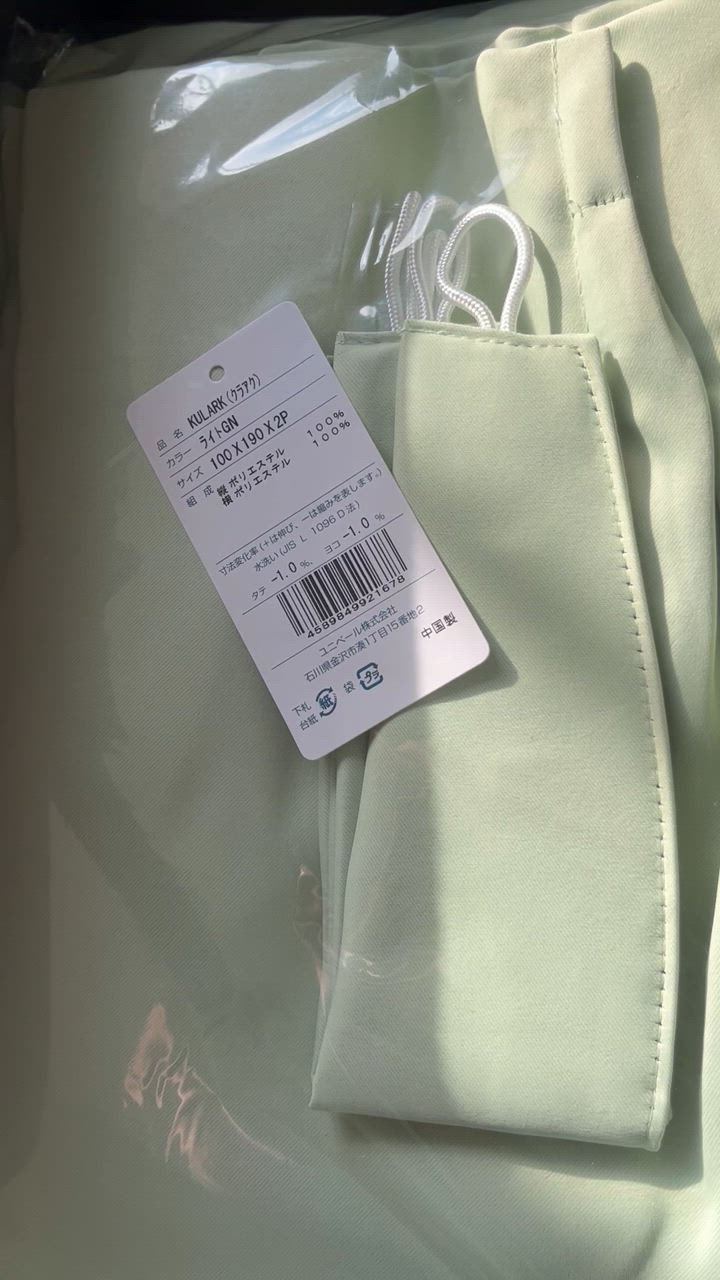 品名 KULARK(クラアク)
カラー ライトGN
サイズ 100X190X2P
組成 縦 ポリエステル 100%
横 ポリエステル 100%
寸法変化率(+は伸び、一は縮みを表します。)
水洗い(JIS L 1096 D法)
タテ -1.0 %、 ヨコ -1.0 %
4589849921678
ユニベール株式会社
石川県金沢市湊1丁目15番地2
中国製
下札 台紙 紙 袋 プラ